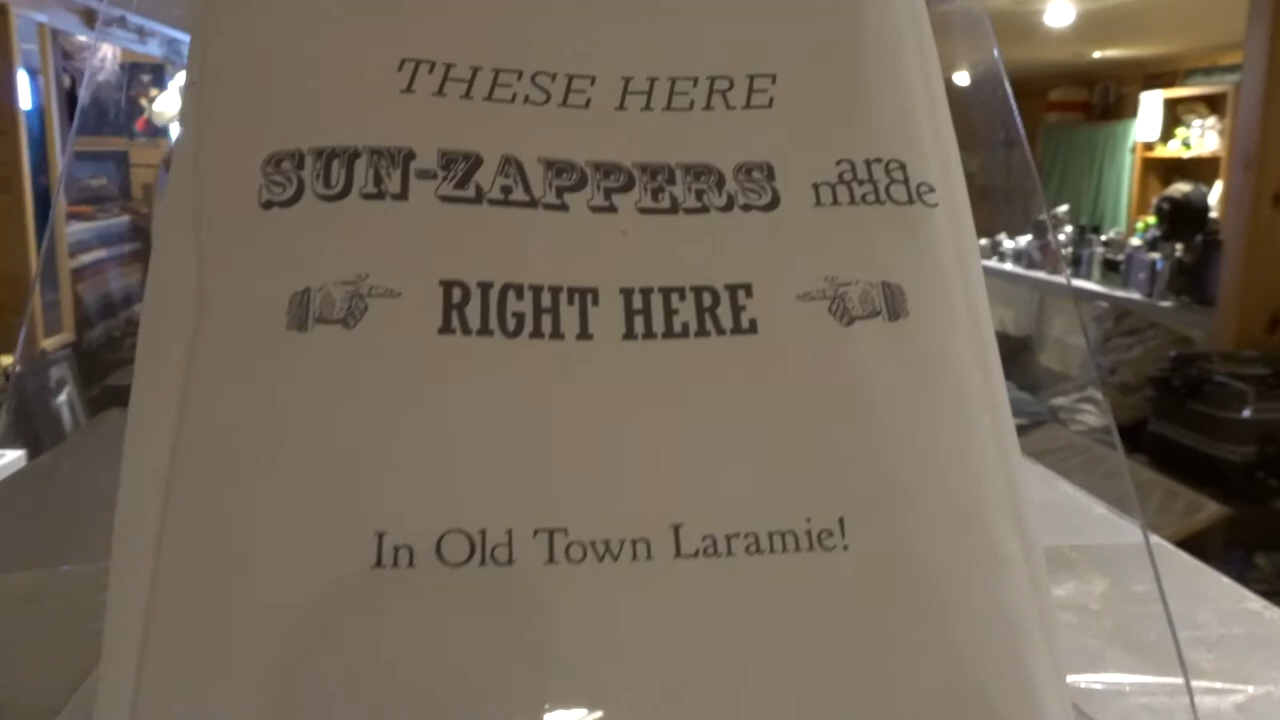 THESE HERE
SUN-ZAPPERS are made
RIGHT HERE
In Old Town Laramie!